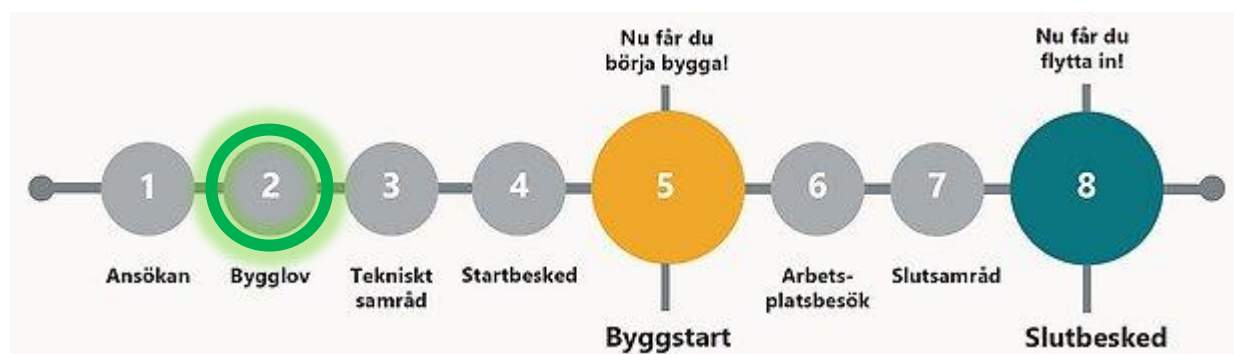 Nu får du
börja bygga!
Nu får du
flytta in!
1
2
3
4
5
6
7
8
Ansökan
Bygglov
Tekniskt
samråd
Startbesked
Arbets-
platsbesök
Slutsamråd
Byggstart
Slutbesked